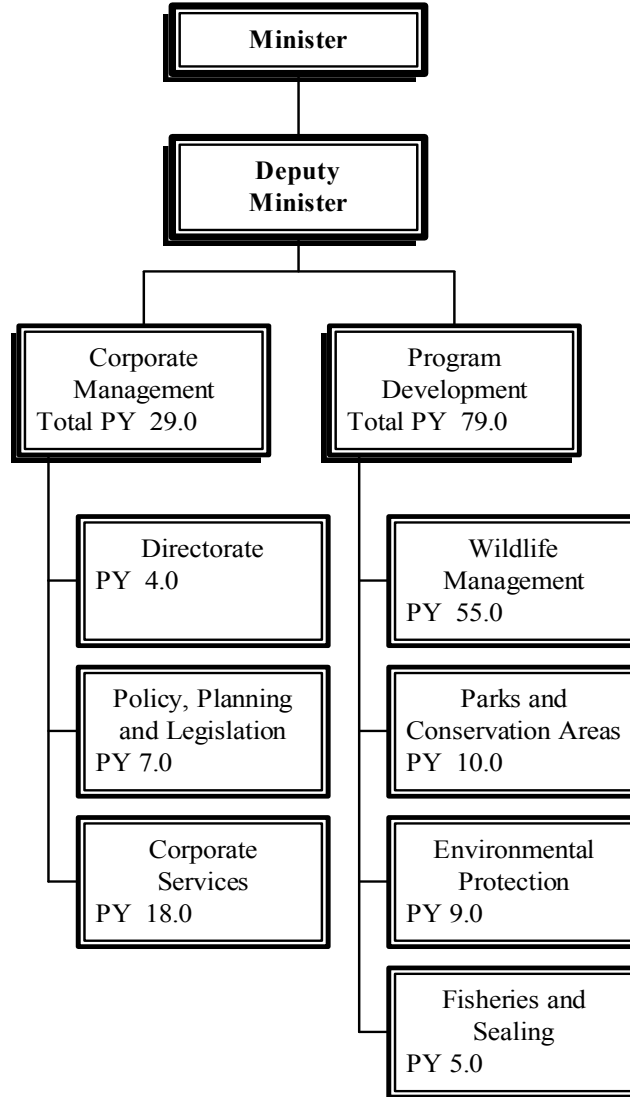 Minister
Deputy
Minister
Corporate
Management
Total PY  29.0
Program
Development
Total PY  79.0
Directorate
PY  4.0
Policy, Planning
and Legislation
PY 7.0
Corporate
Services
PY  18.0
Wildlife
Management
PY  55.0
Parks and
Conservation Areas
PY  10.0
Environmental
Protection
PY 9.0
Fisheries and
Sealing
PY 5.0